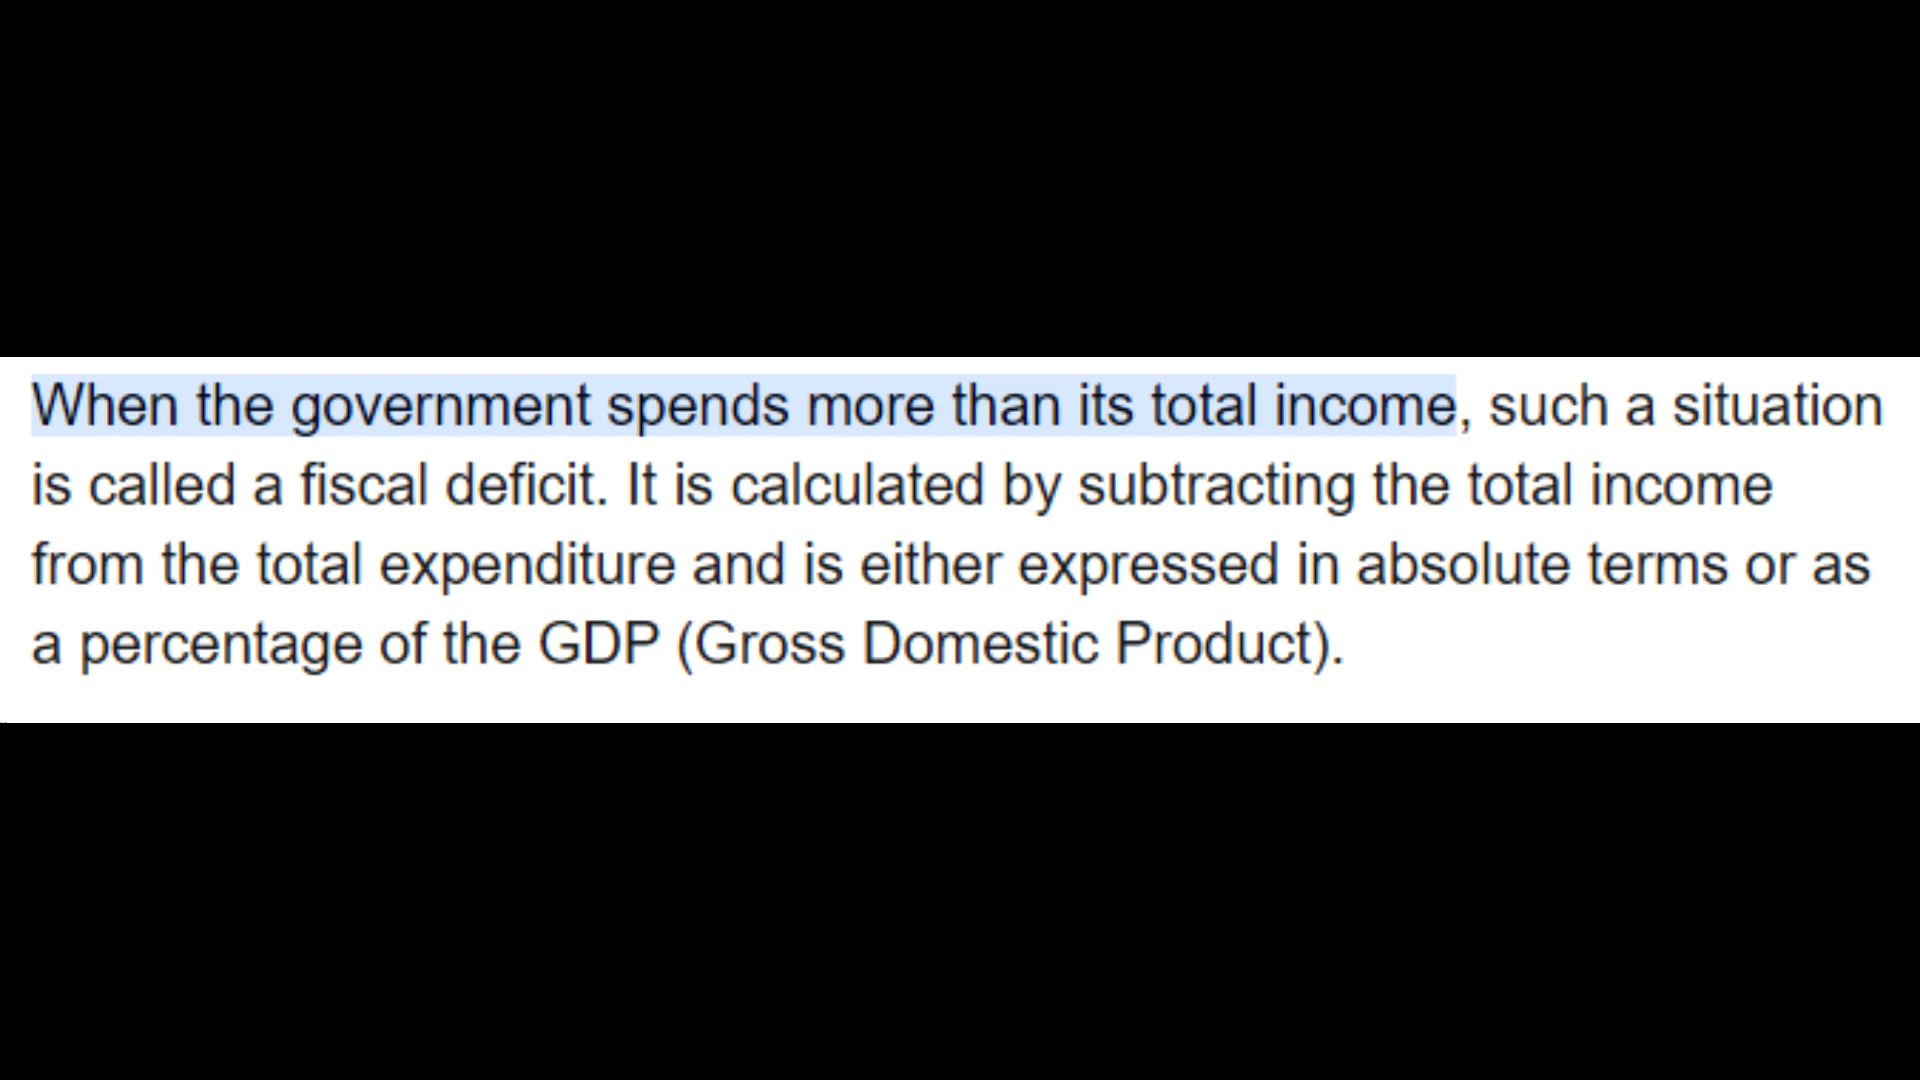 When the government spends more than its total income, such a situation
is called a fiscal deficit. It is calculated by subtracting the total income
from the total expenditure and is either expressed in absolute terms or as
a percentage of the GDP (Gross Domestic Product).